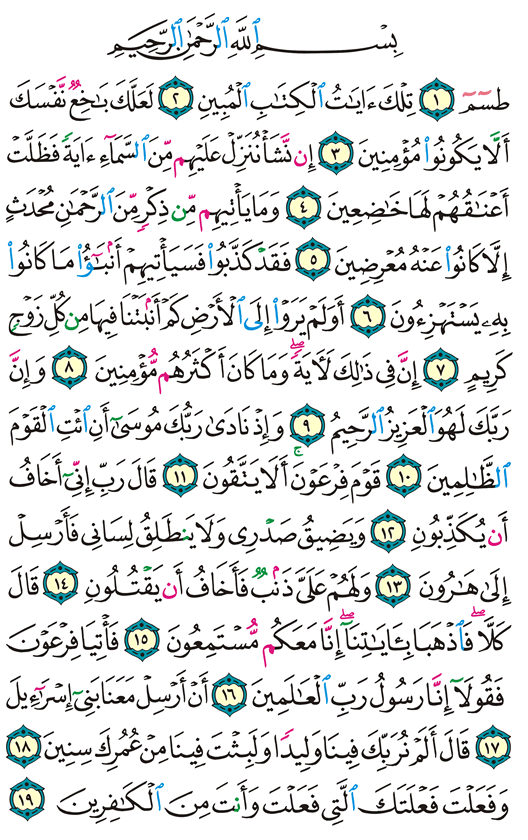 بِسْمِ ٱللَّهِ ٱلرَّحْمَٰنِ ٱلرَّحِيمِ
طسٓمٓ ١ تِلْكَ ءَايَٰتُ ٱلْكِتَٰبِ ٱلْمُبِينِ ٢ لَعَلَّكَ بَٰخِعٌ نَّفْسَكَ
أَلَّا يَكُونُوا۟ مُؤْمِنِينَ ٣ إِن نَّشَأْ نُنَزِّلْ عَلَيْهِم مِّنَ ٱلسَّمَآءِ ءَايَةً فَظَلَّتْ
أَعْنَٰقُهُمْ لَهَا خَٰضِعِينَ ٤ وَمَا يَأْتِيهِم مِّن ذِكْرٍ مِّنَ ٱلرَّحْمَٰنِ مُحْدَثٍ
إِلَّا كَانُوا۟ عَنْهُ مُعْرِضِينَ ٥ فَقَدْ كَذَّبُوا۟ فَسَيَأْتِيهِمْ أَنۢبَٰٓؤُا۟ مَا كَانُوا۟
بِهِۦ يَسْتَهْزِءُونَ ٦ أَوَلَمْ يَرَوْا۟ إِلَى ٱلْأَرْضِ كَمْ أَنۢبَتْنَا فِيهَا مِن كُلِّ زَوْجٍ
كَرِيمٍ ٧ إِنَّ فِى ذَٰلِكَ لَءَايَةً ۖ وَمَا كَانَ أَكْثَرُهُم مُّؤْمِنِينَ ٨ وَإِنَّ
رَبَّكَ لَهُوَ ٱلْعَزِيزُ ٱلرَّحِيمُ ٩ وَإِذْ نَادَىٰ رَبُّكَ مُوسَىٰٓ أَنِ ٱئْتِ ٱلْقَوْمَ
ٱلظَّٰلِمِينَ ١٠ قَوْمَ فِرْعَوْنَ ۚ أَلَا يَتَّقُونَ ١١ قَالَ رَبِّ إِنِّىٓ أَخَافُ
أَن يُكَذِّبُونِ ١٢ وَيَضِيقُ صَدْرِى وَلَا يَنطَلِقُ لِسَانِى فَأَرْسِلْ
إِلَىٰ هَٰرُونَ ١٣ وَلَهُمْ عَلَىَّ ذَنۢبٌ فَأَخَافُ أَن يَقْتُلُونِ ١٤ قَالَ
كَلَّا ۖ فَٱذْهَبَا بِـَٔايَٰتِنَآ ۖ إِنَّا مَعَكُم مُّسْتَمِعُونَ ١٥ فَأْتِيَا فِرْعَوْنَ
فَقُولَآ إِنَّا رَسُولُ رَبِّ ٱلْعَٰلَمِينَ ١٦ أَنْ أَرْسِلْ مَعَنَا بَنِىٓ إِسْرَٰٓءِيلَ
١٧ قَالَ أَلَمْ نُرَبِّكَ فِينَا وَلِيدًا وَلَبِثْتَ فِينَا مِنْ عُمُرِكَ سِنِينَ ١٨
وَفَعَلْتَ فَعْلَتَكَ ٱلَّتِى فَعَلْتَ وَأَنتَ مِنَ ٱلْكَٰفِرِينَ ١٩